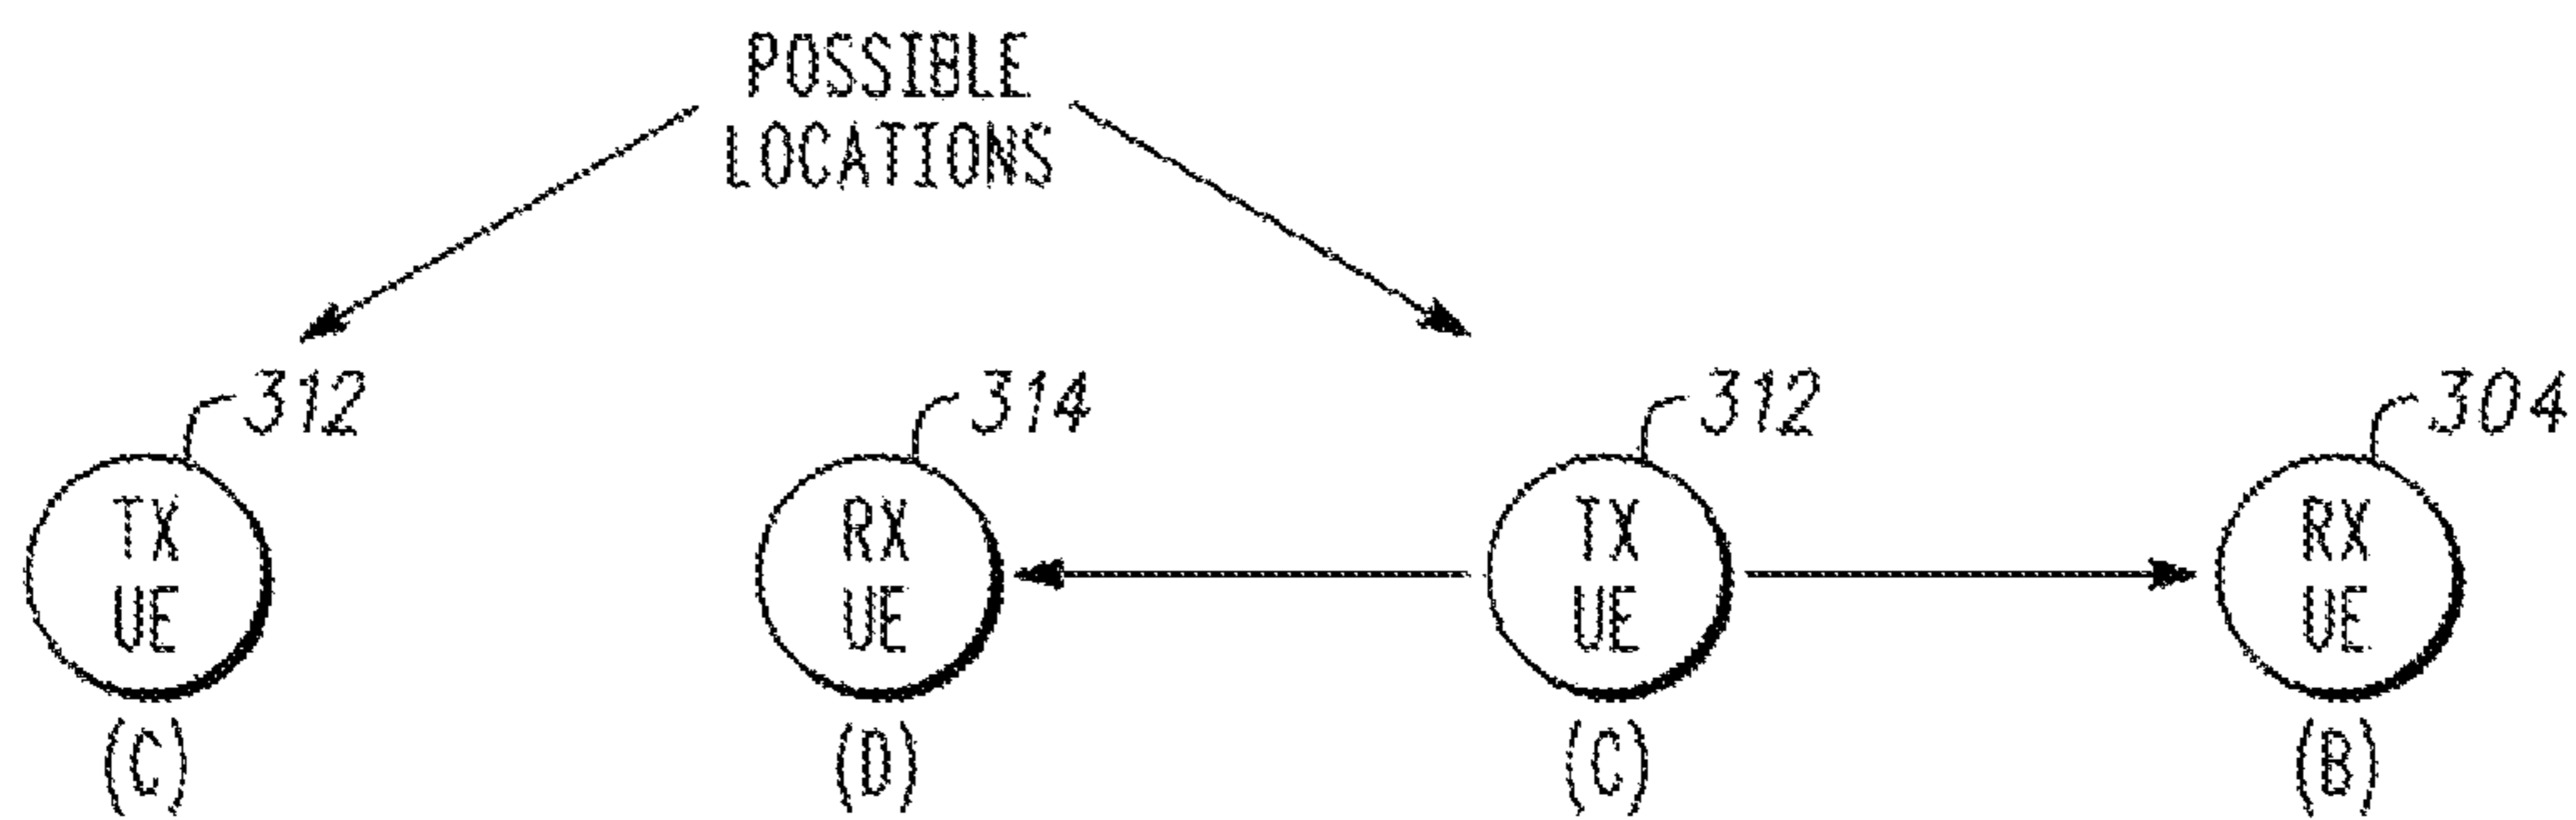 POSSIBLE
LOCATIONS
312
314
312
304
TX
UE
RX
UE
TX
UE
RX
UE
(C)
(D)
(C)
(B)